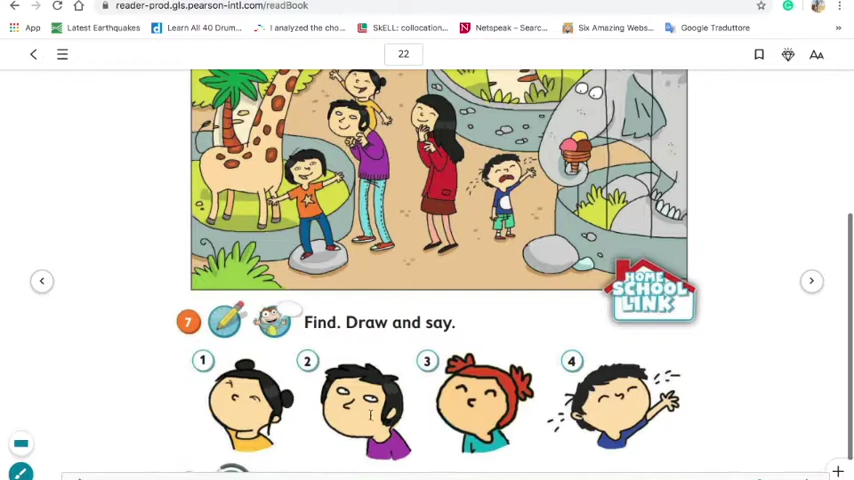 reader-prod.gls.pearson-intl.com/readBook
App
Latest Earthquakes
Learn All 40 Drum...
I analyzed the cho...
SkELL: collocation...
Netspeak – Searc...
Six Amazing Webs...
Google Traduttore
22
AA
HOME
SCHOOL
LINK
7 Find. Draw and say.
1 2 3 4